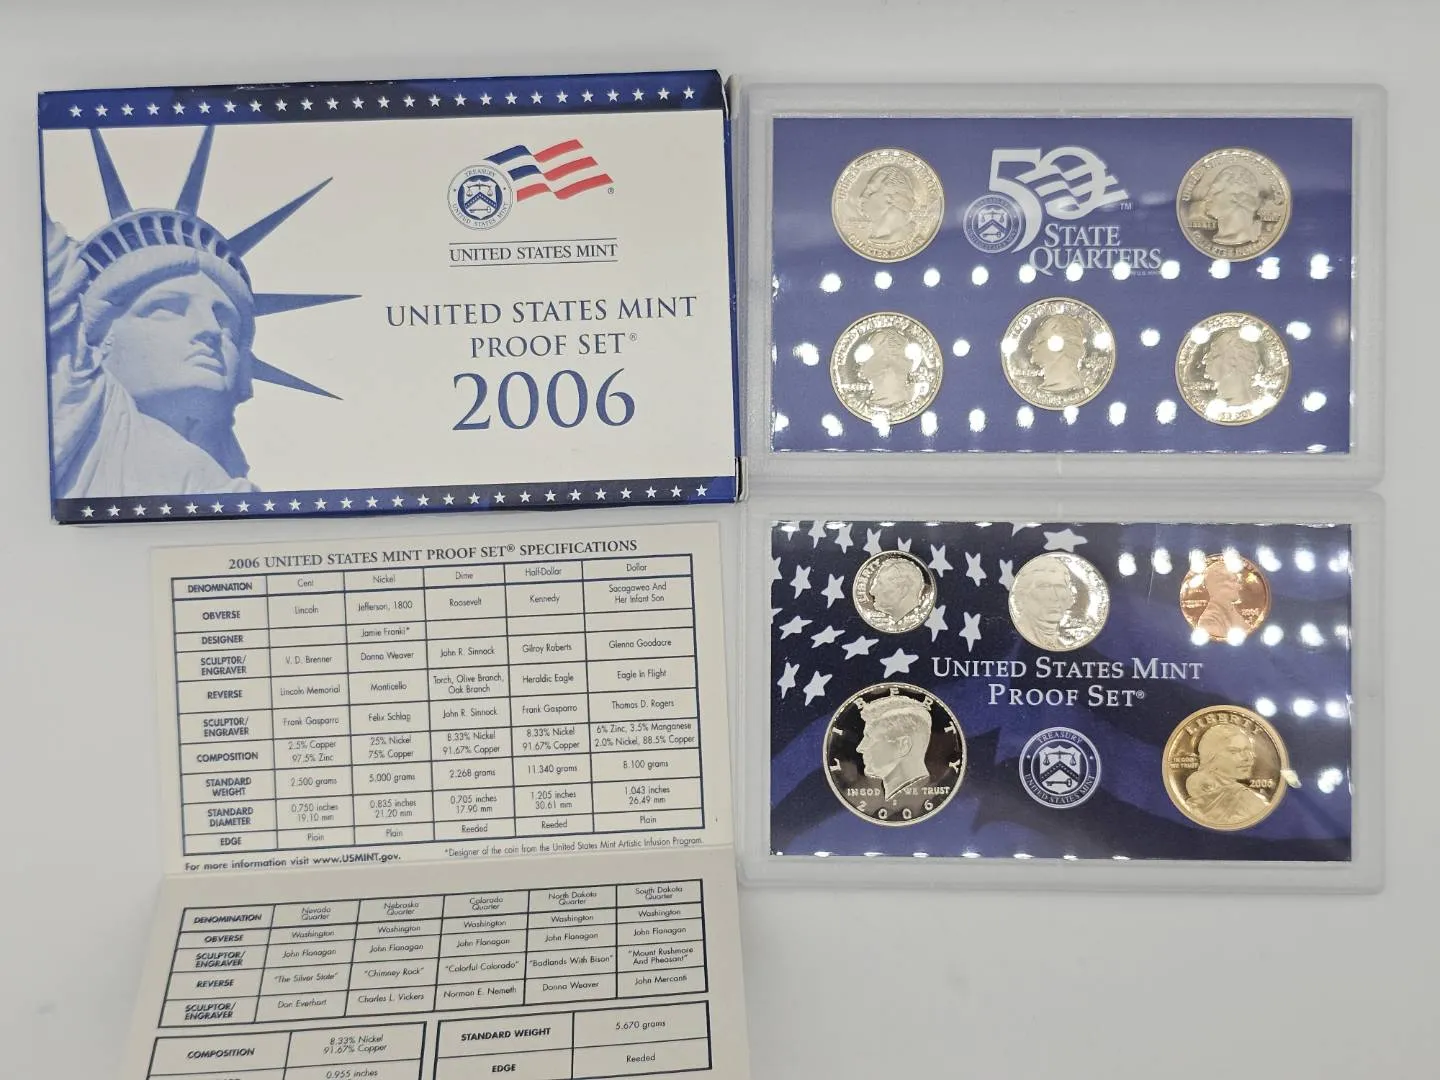 TREASURY
UNITED STATES
UNITED STATES MINT
UNITED STATES MINT
PROOF SET®
2006
50
™
STATE
QUARTERS
2006 UNITED STATES MINT PROOF SET® SPECIFICATIONS
DENOMINATION Cent Nickel Dime Half-Dollar Dollar
OBVERSE Lincoln Jefferson, 1800 Roosevelt Kennedy Sacagawea And
Her Infant Son
DESIGNER Jamie Franki*
SCULPTOR/
ENGRAVER V. D. Brenner Donna Weaver John R. Sinnock Gilroy Roberts Glenna Goodacre
REVERSE Lincoln Memorial Monticello Torch, Olive Branch,
Oak Branch Heraldic Eagle Eagle In Flight
SCULPTOR/
ENGRAVER Frank Gasparro Felix Schlag John R. Sinnock Frank Gasparro Thomas D. Rogers
COMPOSITION 2.5% Copper 25% Nickel 8.33% Nickel 8.33% Nickel 6% Zinc, 3.5% Manganese
97.5% Zinc 75% Copper 91.67% Copper 91.67% Copper 2.0% Nickel, 88.5% Copper
STANDARD
WEIGHT 2.500 grams 5.000 grams 2.268 grams 11.340 grams 8.100 grams
STANDARD 0.750 inches 0.835 inches 0.705 inches 1.205 inches 1.043 inches
DIAMETER 19.10 mm 21.20 mm 17.90 mm 30.61 mm 26.49 mm
EDGE Plain Plain Reeded Reeded Plain
For more information visit www.USMINT.gov.
*Designer of the coin from the United States Mint Artistic Infusion Program.
DENOMINATION Nevada Nebraska Colorado North Dakota South Dakota
Quarter Quarter Quarter Quarter Quarter
OBVERSE Washington Washington Washington Washington Washington
SCULPTOR/
ENGRAVER John Flanagan John Flanagan John Flanagan John Flanagan John Flanagan
REVERSE "The Silver State" "Chimney Rock" "Colorful Colorado" "Badlands With Bison" "Mount Rushmore
And Pheasant"
SCULPTOR/
ENGRAVER Don Everhart Charles L. Vickers Norman E. Nemeth Donna Weaver John Mercanti
COMPOSITION 8.33% Nickel
91.67% Copper
0.955 inches
STANDARD WEIGHT 5.670 grams
EDGE Reeded
UNITED STATES MINT
PROOF SET®
TREASURY
UNITED STATES MINT
LIBERTY
IN GOD WE TRUST
2006
LIBERTY
IN GOD
WE TRUST
2006